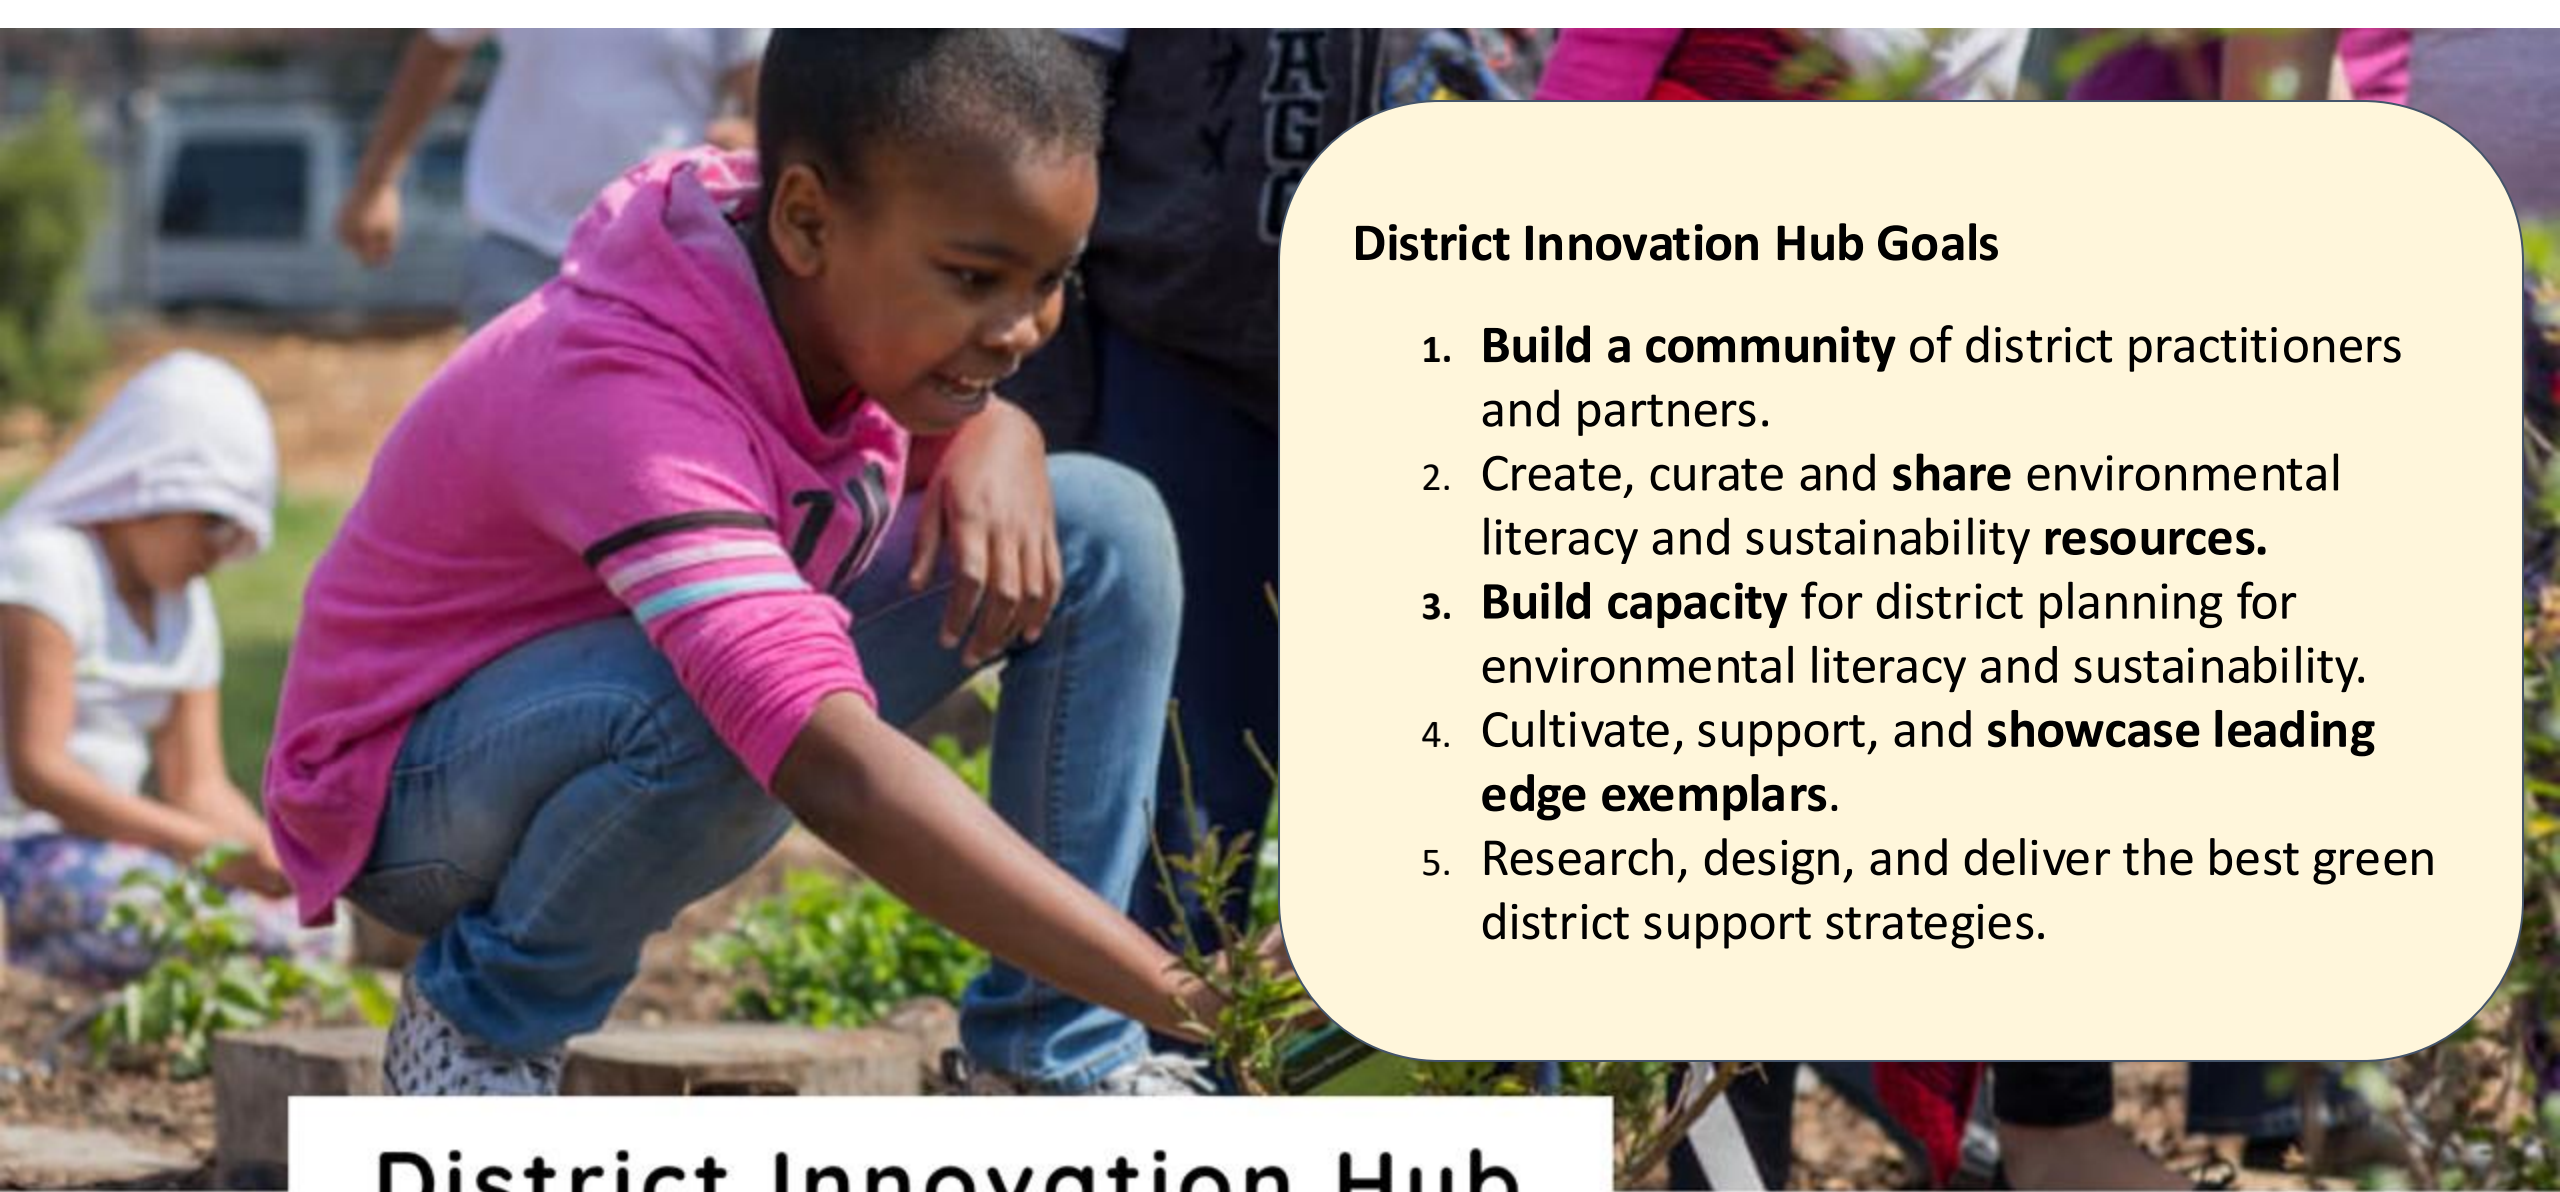 District Innovation Hub Goals
1. Build a community of district practitioners
and partners.
2. Create, curate and share environmental
literacy and sustainability resources.
3. Build capacity for district planning for
environmental literacy and sustainability.
4. Cultivate, support, and showcase leading
edge exemplars.
5. Research, design, and deliver the best green
district support strategies.
District Innovation Hub